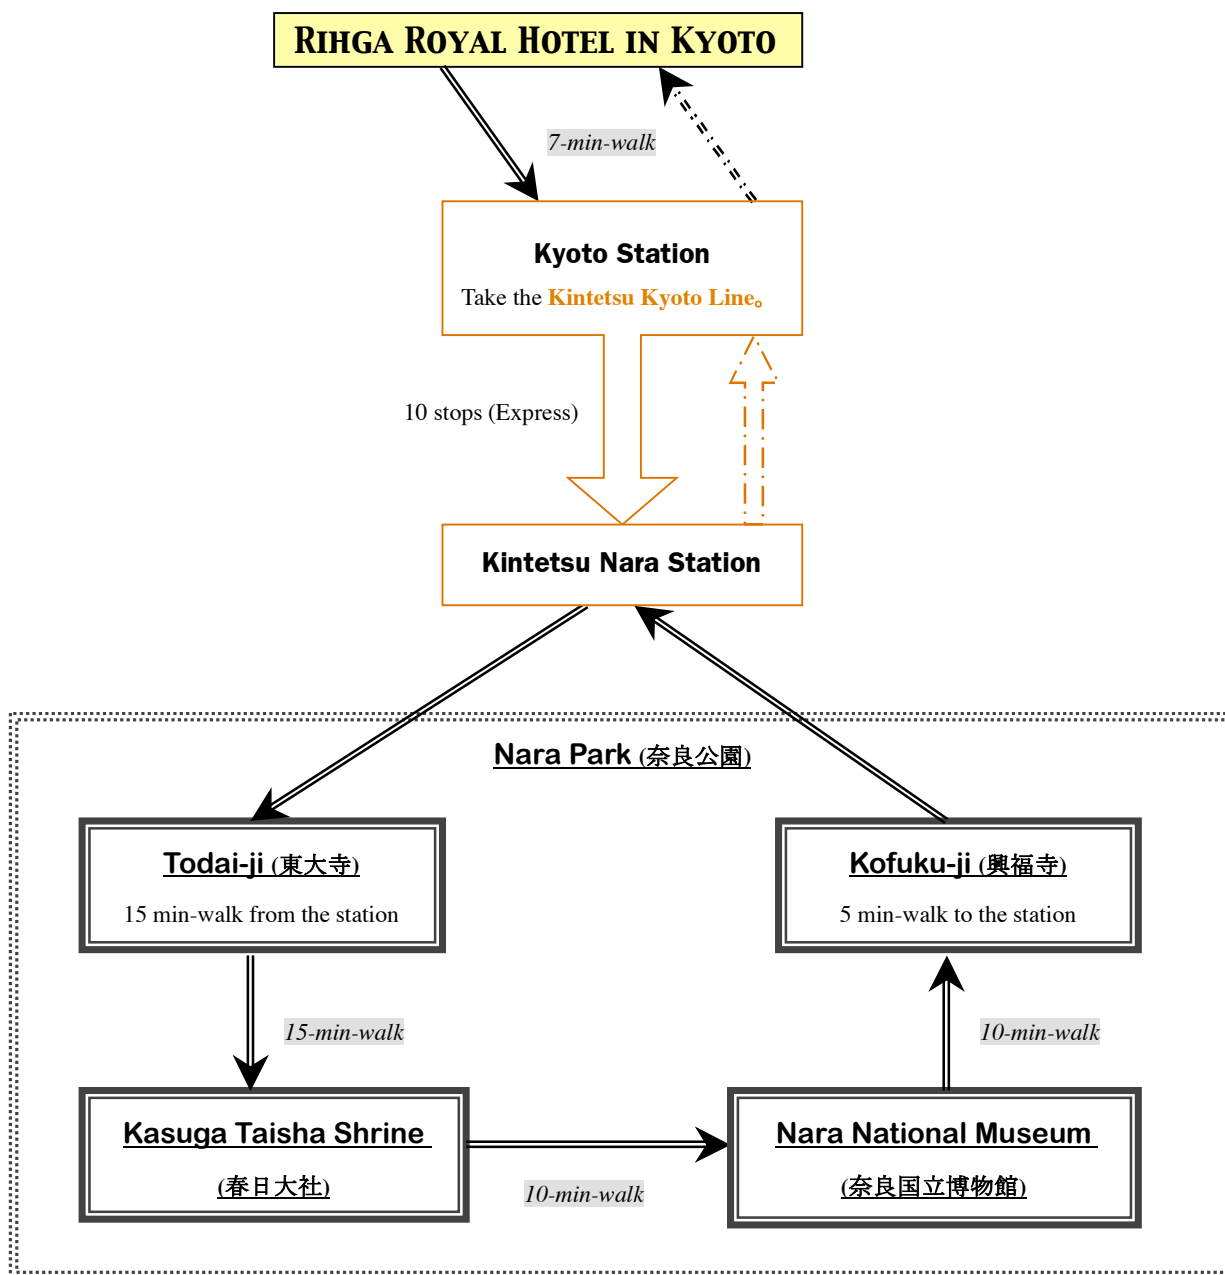 RIHGA ROYAL HOTEL IN KYOTO
7-min-walk
Kyoto Station
Take the Kintetsu Kyoto Line。
10 stops (Express)
Kintetsu Nara Station
Nara Park (奈良公園)
Todai-ji (東大寺)
15 min-walk from the station
Kofuku-ji (興福寺)
5 min-walk to the station
15-min-walk
10-min-walk
Kasuga Taisha Shrine
(春日大社)
10-min-walk
Nara National Museum
(奈良国立博物館)